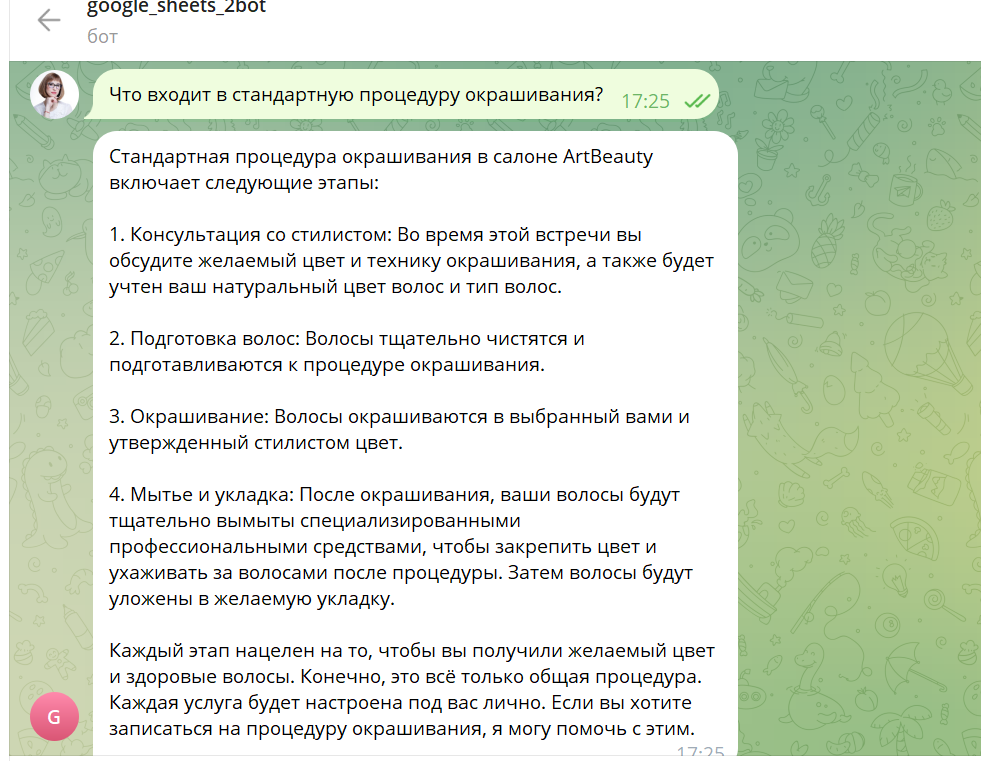 google_sheets_2bot
бот
Что входит в стандартную процедуру окрашивания?
17:25
Стандартная процедура окрашивания в салоне ArtBeauty
включает следующие этапы:
1. Консультация со стилистом: Во время этой встречи вы
обсудите желаемый цвет и технику окрашивания, а также будет
учтен ваш натуральный цвет волос и тип волос.
2. Подготовка волос: Волосы тщательно чистятся и
подготавливаются к процедуре окрашивания.
3. Окрашивание: Волосы окрашиваются в выбранный вами и
утвержденный стилистом цвет.
4. Мытье и укладка: После окрашивания, ваши волосы будут
тщательно вымыты специализированными
профессиональными средствами, чтобы закрепить цвет и
ухаживать за волосами после процедуры. Затем волосы будут
уложены в желаемую укладку.
Каждый этап нацелен на то, чтобы вы получили желаемый цвет
и здоровые волосы. Конечно, это всё только общая процедура.
Каждая услуга будет настроена под вас лично. Если вы хотите
записаться на процедуру окрашивания, я могу помочь с этим.
G
17:25